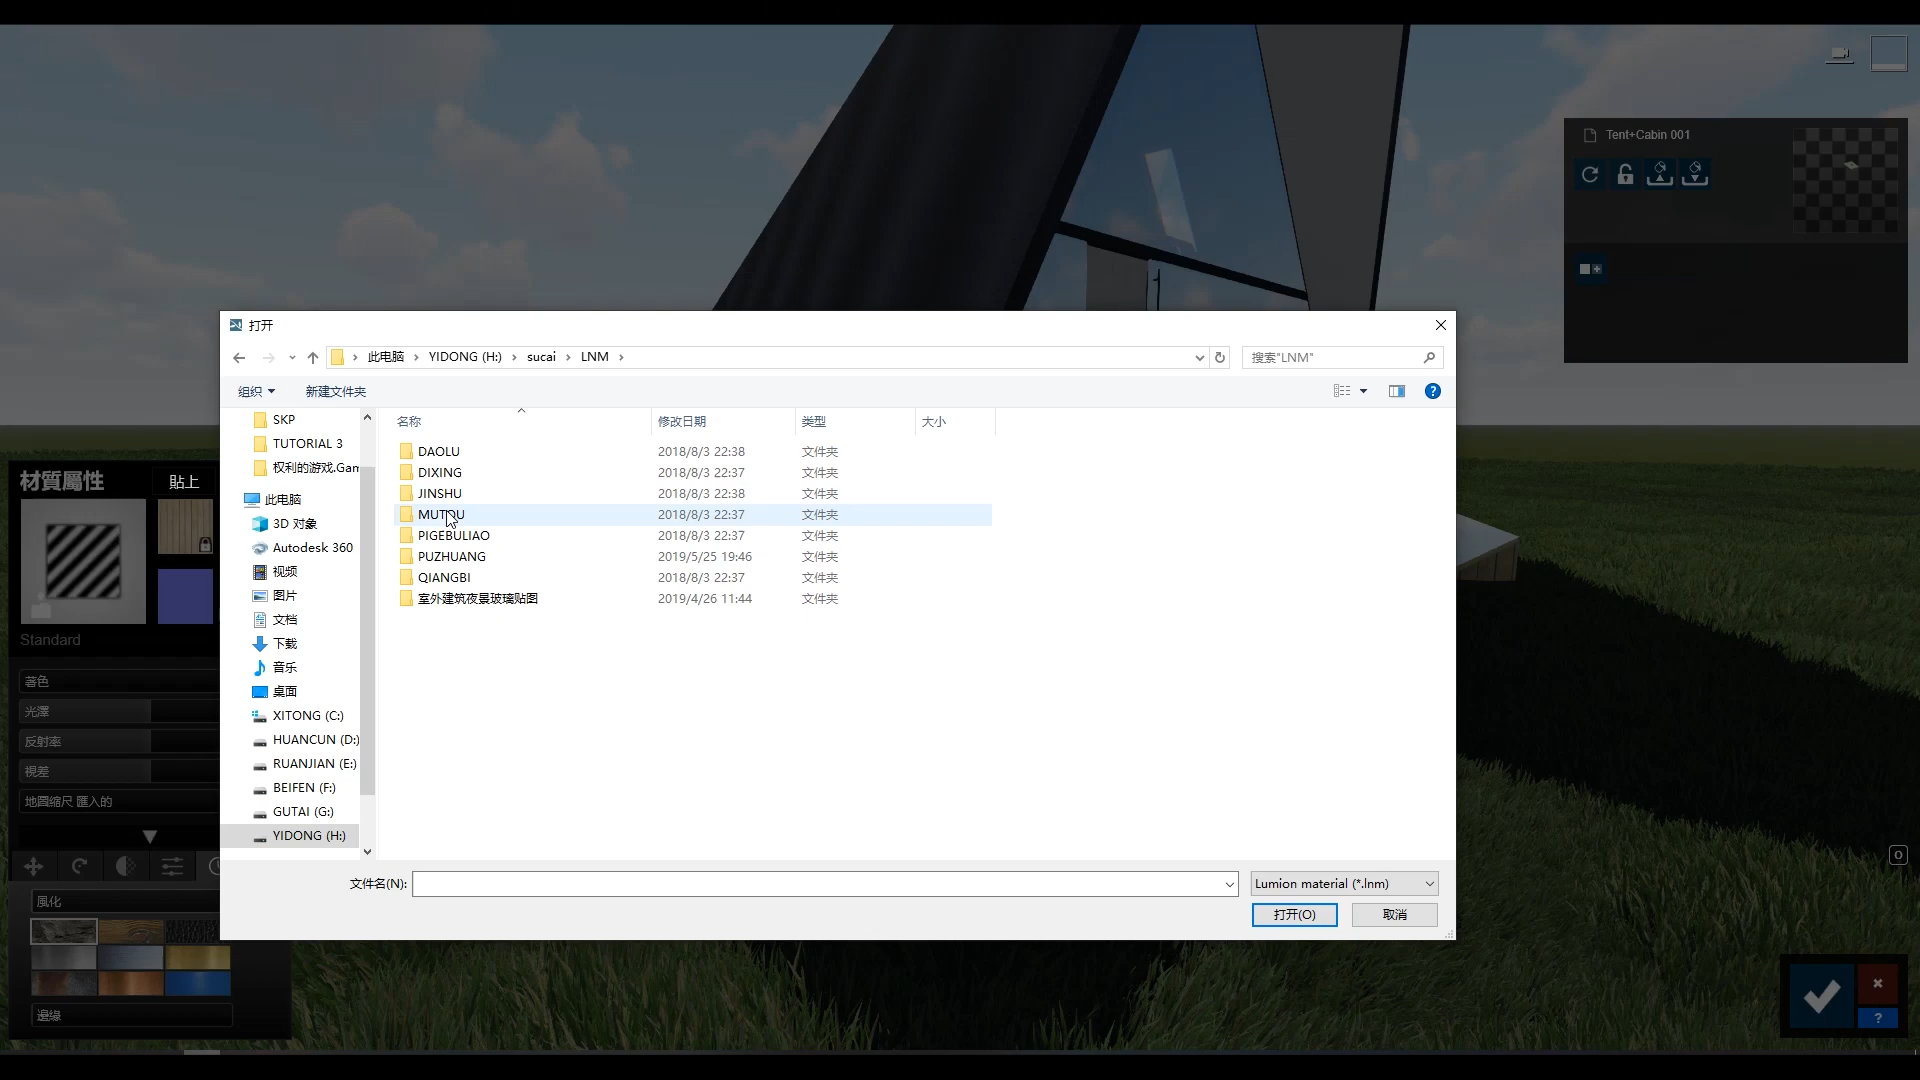 Tent+Cabin 001
打开
此电脑 › YIDONG (H:) › sucai › LNM ›
搜索"LNM"
组织
新建文件夹
?
名称 修改日期 类型 大小
SKP
TUTORIAL 3
权利的游戏.Gam
此电脑
3D 对象
Autodesk 360
视频
图片
文档
下载
音乐
桌面
XITONG (C:)
HUANCUN (D:)
RUANJIAN (E:)
BEIFEN (F:)
GUTAI (G:)
YIDONG (H:)
DAOLU 2018/8/3 22:38 文件夹
DIXING 2018/8/3 22:37 文件夹
JINSHU 2018/8/3 22:38 文件夹
MUTOU 2018/8/3 22:37 文件夹
PIGEBULIAO 2018/8/3 22:37 文件夹
PUZHUANG 2019/5/25 19:46 文件夹
QIANGBI 2018/8/3 22:37 文件夹
室外建筑夜景玻璃贴图 2019/4/26 11:44 文件夹
文件名(N):
Lumion material (*.lnm)
打开(O)
取消
材質屬性
貼上
Standard
著色
光澤
反射率
視差
地圖縮尺 匯入的
風化
邊緣
O
?